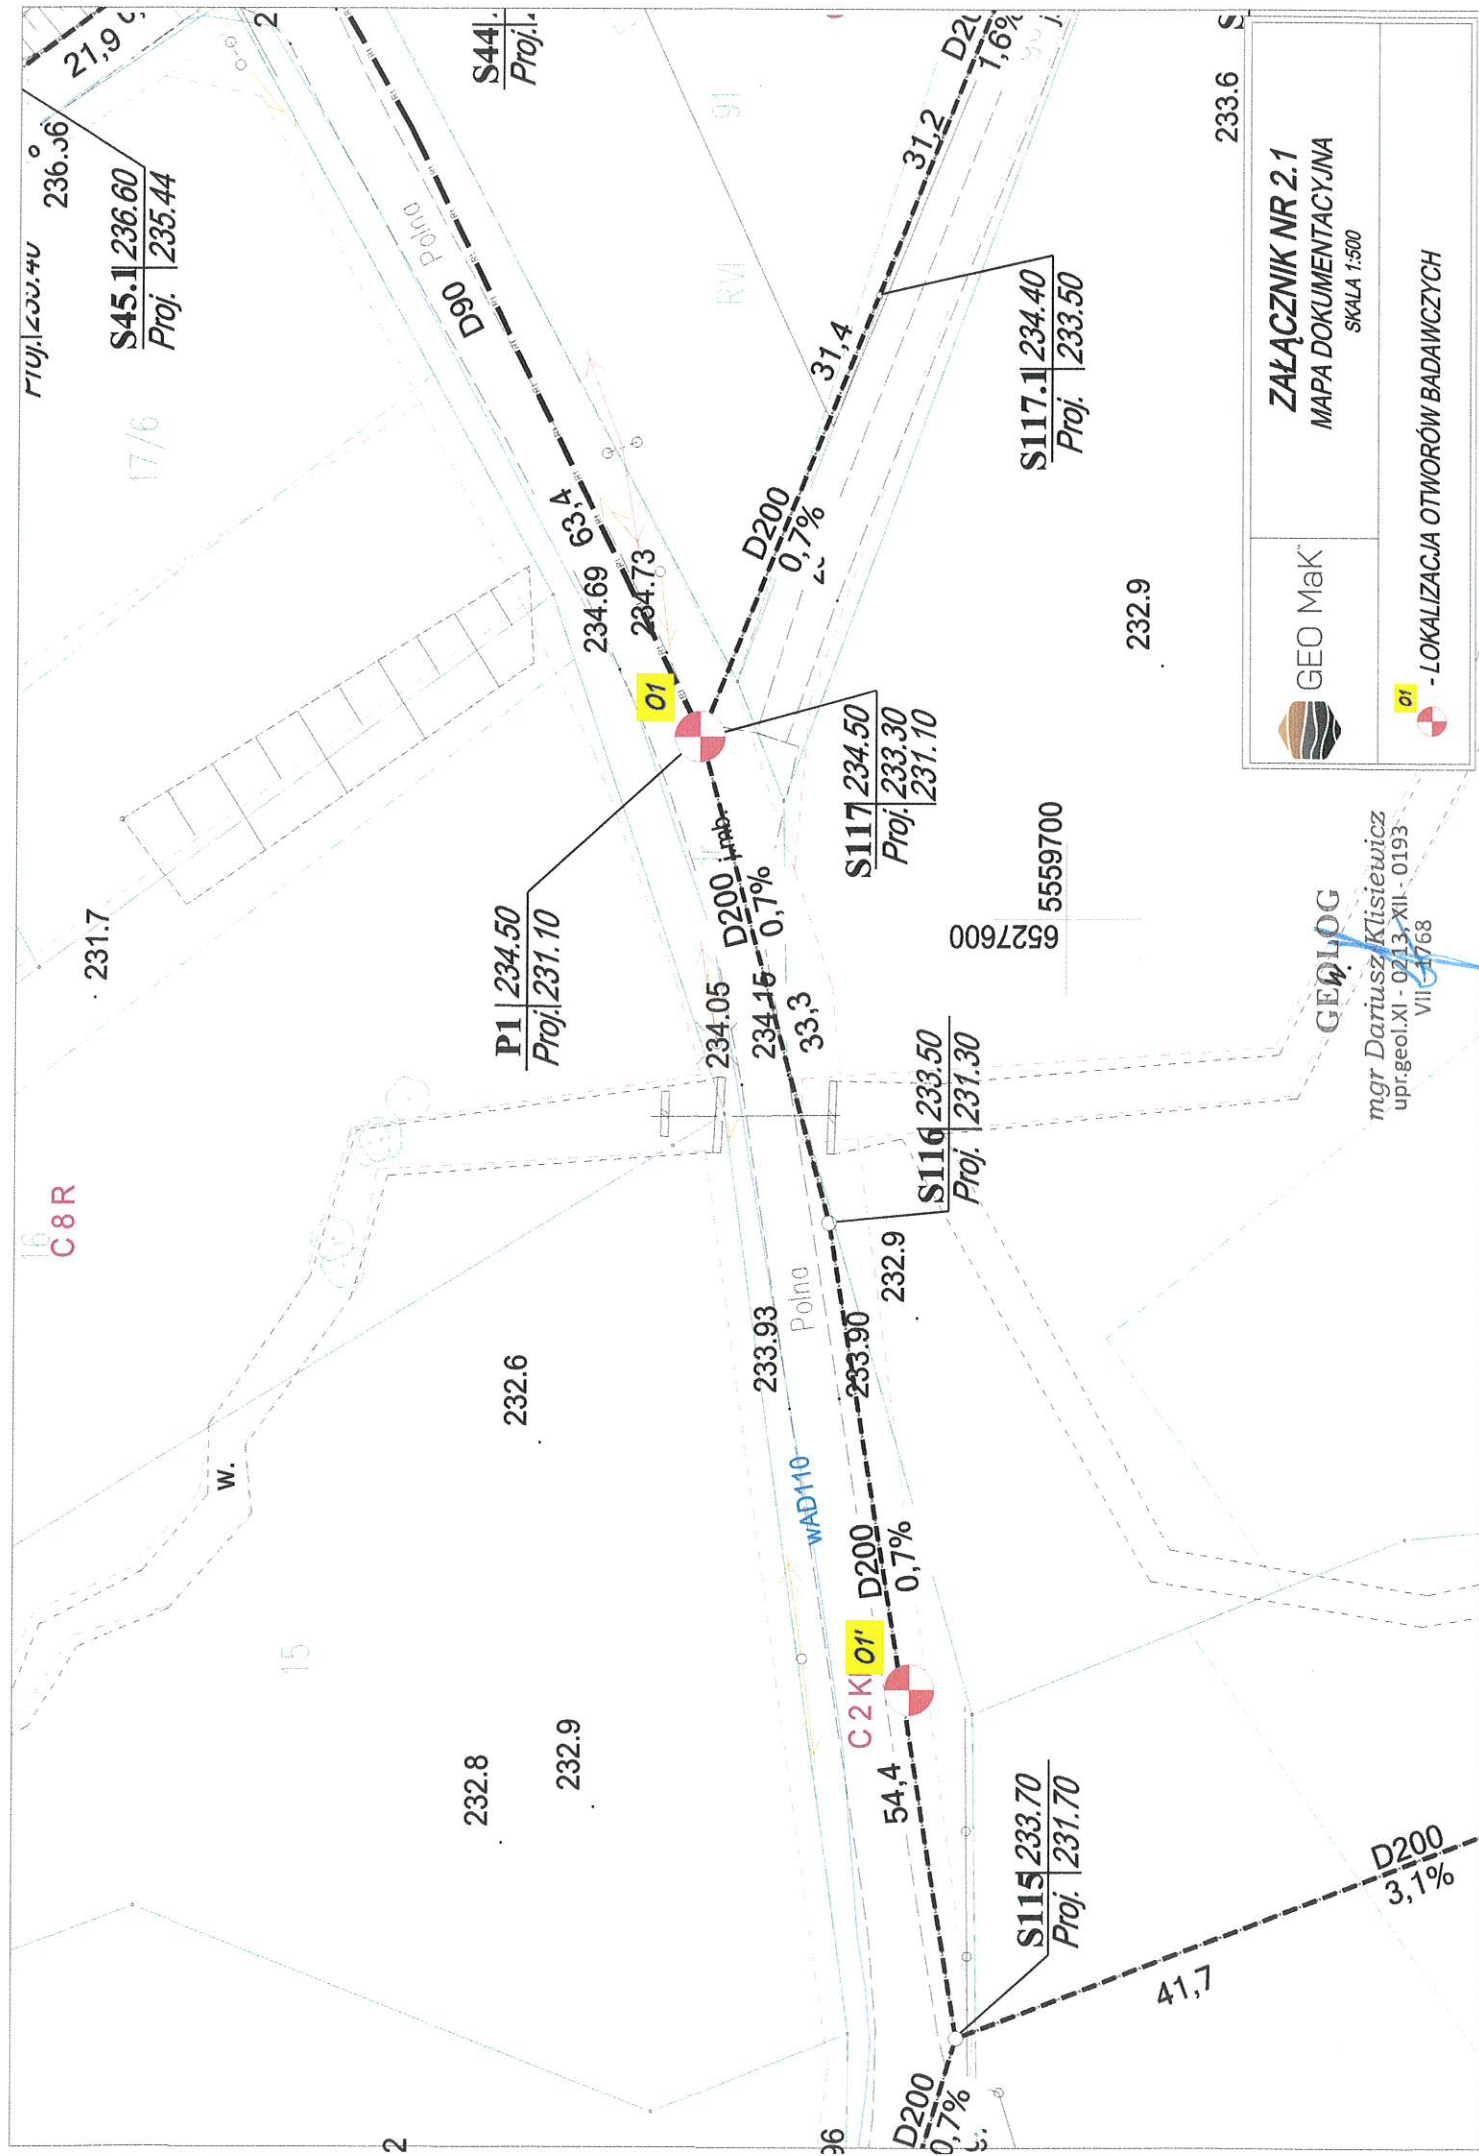 21,9
236.36
S45.1 236.60
Proj. 235.44
17/6
D90
Polna
S44
Proj.
91
RVI
1,6%
31,2
31,4
S117.1 234.40
Proj. 233.50
233.6
63,4
234.69
234.73
D200
0,7%
232.9
O1
P1 234.50
Proj. 231.10
S117 234.50
Proj. 233.30
231.10
D200 j.mb.
0,7%
231.7
234.05
234.15
33,3
6527600
5559700
S116 233.50
Proj. 231.30
16
C 8 R
W.
232.6
233.93
Polna
233.90
232.9
wAD110
D200
0,7%
C 2 K
O1'
54,4
15
232.8
232.9
S115 233.70
Proj. 231.70
D200
3,1%
41,7
D200
0,7%
W.
GEOLOG
mgr Dariusz Klisiewicz
upr.geol.XI - 0213, XII - 0193
VII - 1768
GEO MaK
ZAŁĄCZNIK NR 2.1
MAPA DOKUMENTACYJNA
SKALA 1:500
O1
- LOKALIZACJA OTWORÓW BADAWCZYCH